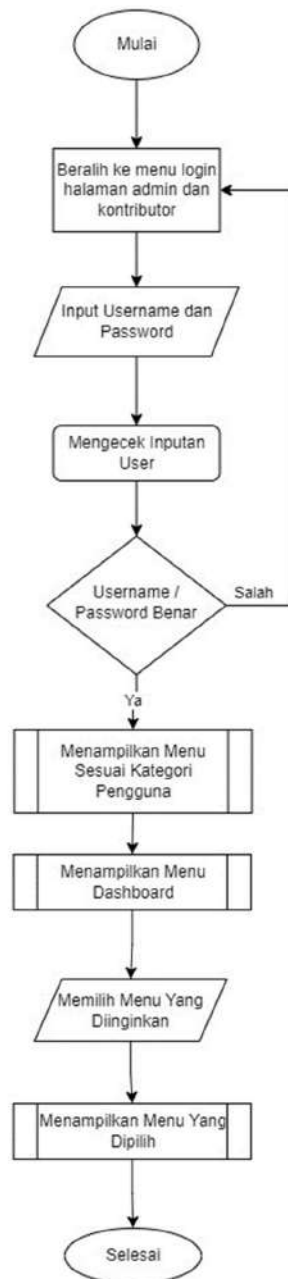 Mulai
Beralih ke menu login
halaman admin dan
kontributor
Input Username dan
Password
Mengecek Inputan
User
Username /
Password Benar
Salah
Ya
Menampilkan Menu
Sesuai Kategori
Pengguna
Menampilkan Menu
Dashboard
Memilih Menu Yang
Diinginkan
Menampilkan Menu Yang
Dipilih
Selesai